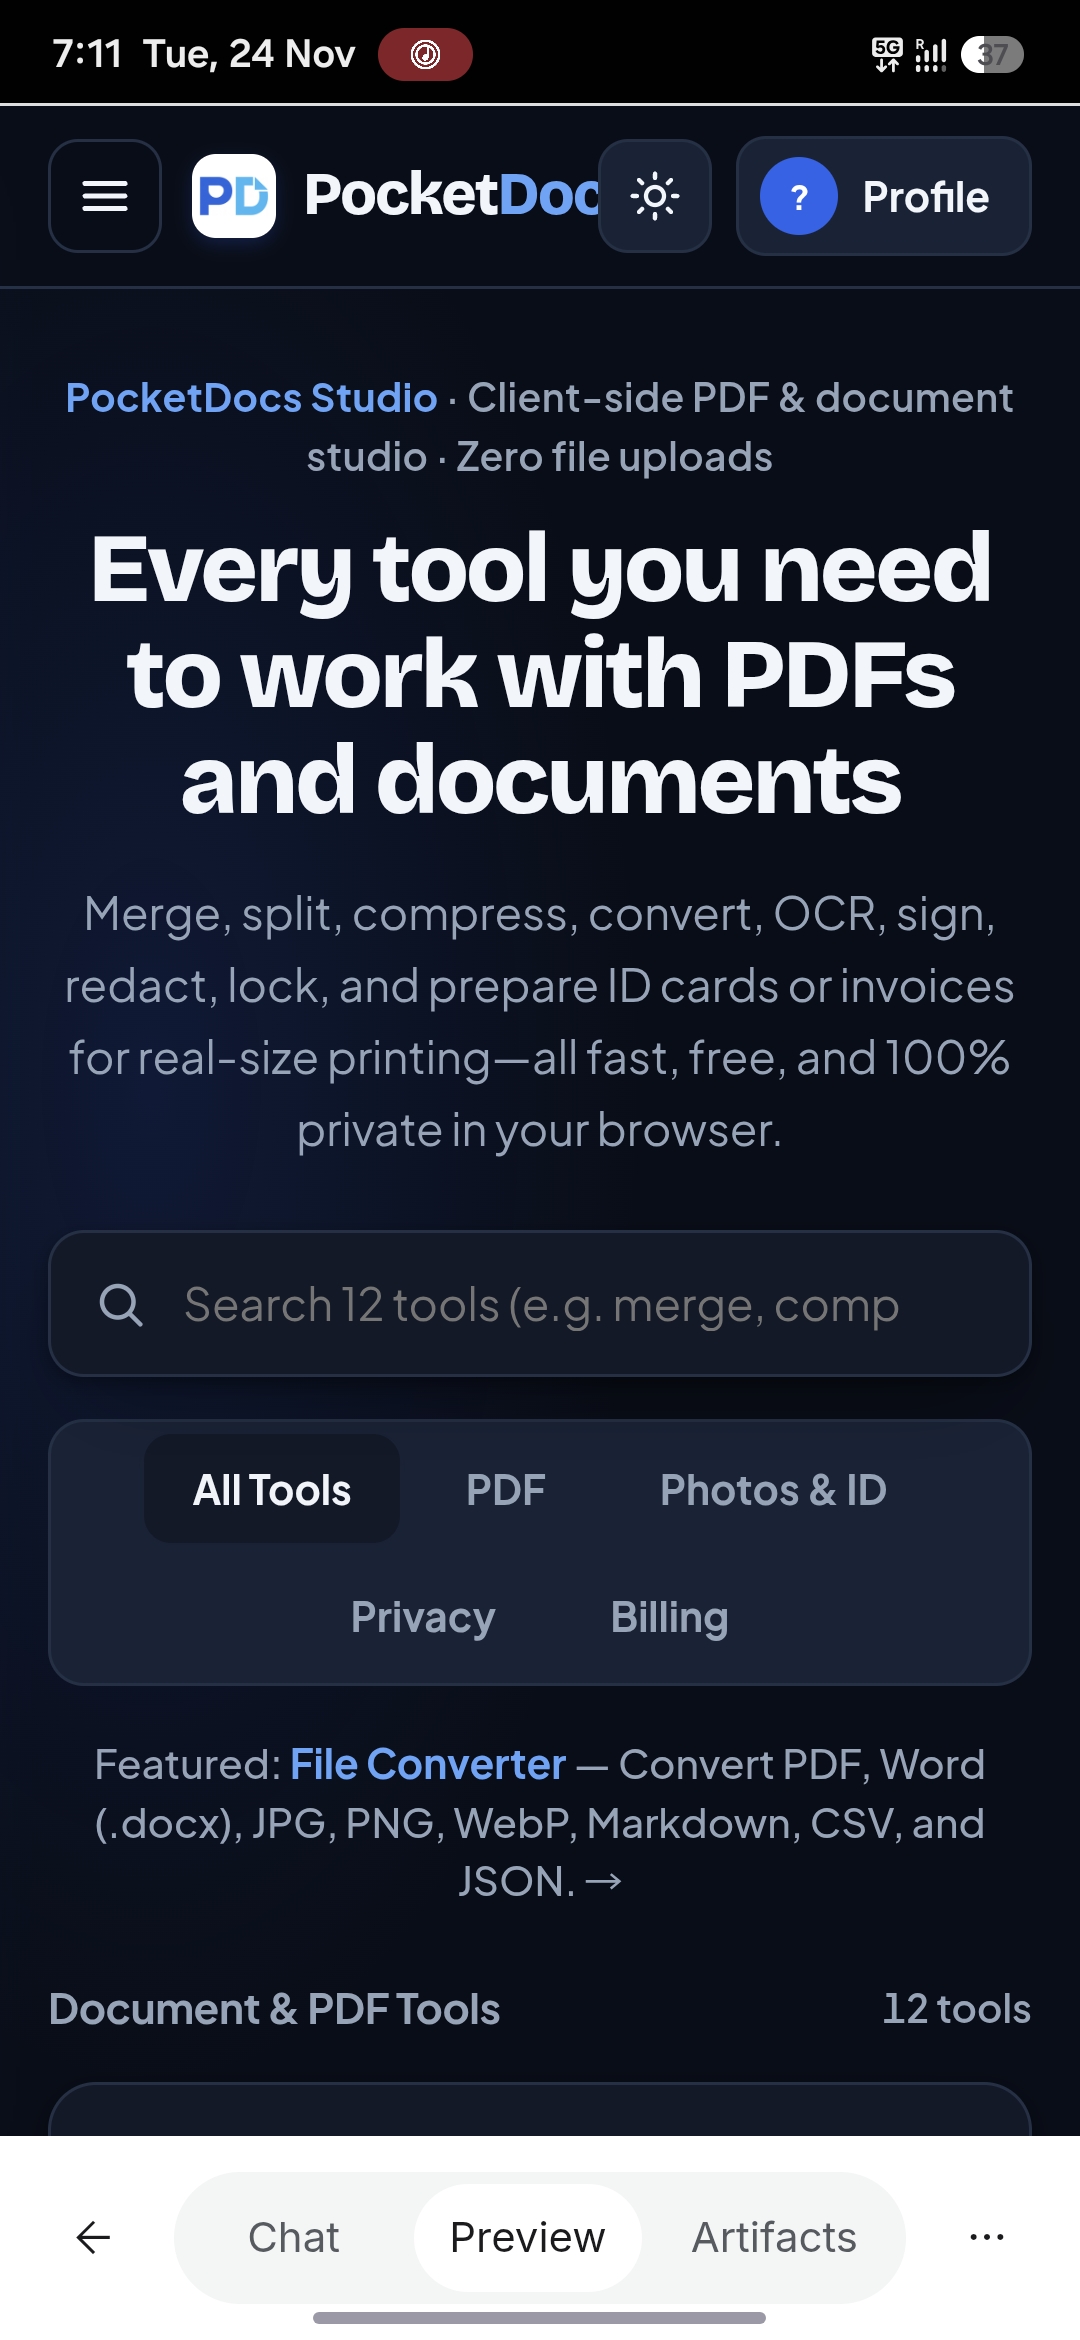 7:11 Tue, 24 Nov
5G R 37
PD PocketDoc
? Profile
PocketDocs Studio · Client-side PDF & document
studio · Zero file uploads
Every tool you need
to work with PDFs
and documents
Merge, split, compress, convert, OCR, sign,
redact, lock, and prepare ID cards or invoices
for real-size printing—all fast, free, and 100%
private in your browser.
Search 12 tools (e.g. merge, comp
All Tools PDF Photos & ID
Privacy Billing
Featured: File Converter — Convert PDF, Word
(.docx), JPG, PNG, WebP, Markdown, CSV, and
JSON. →
Document & PDF Tools 12 tools
Chat Preview Artifacts